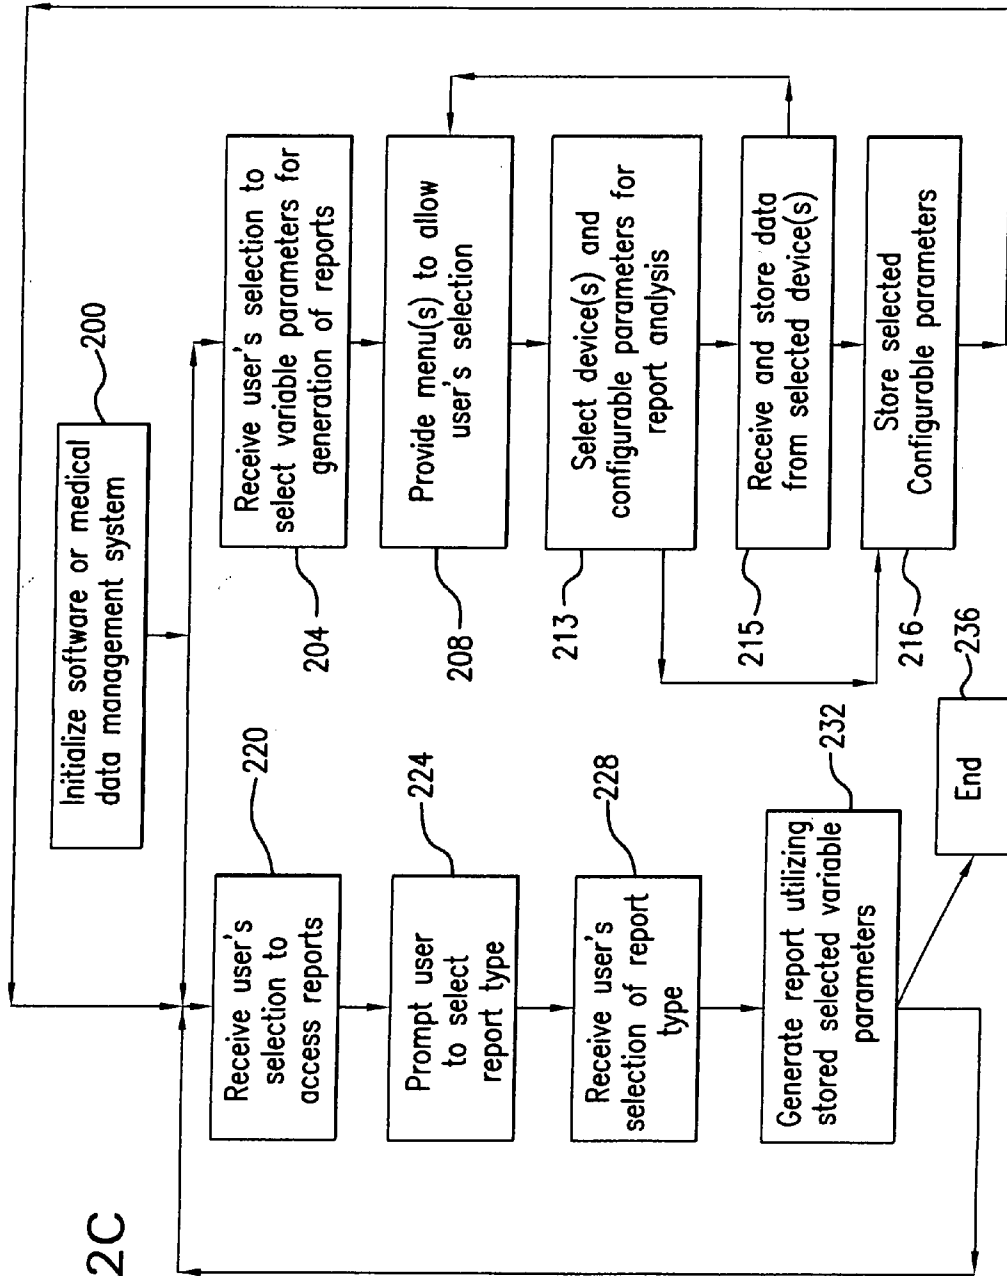 2C
Initialize software or medical
data management system
200
Receive user's
selection to
access reports
220
Prompt user
to select
report type
224
Receive user's
selection of report
type
228
Generate report utilizing
stored selected variable
parameters
232
End
236
Receive user's selection to
select variable parameters for
generation of reports
204
Provide menu(s) to allow
user's selection
208
Select device(s) and
configurable parameters for
report analysis
213
Receive and store data
from selected device(s)
215
Store selected
Configurable parameters
216